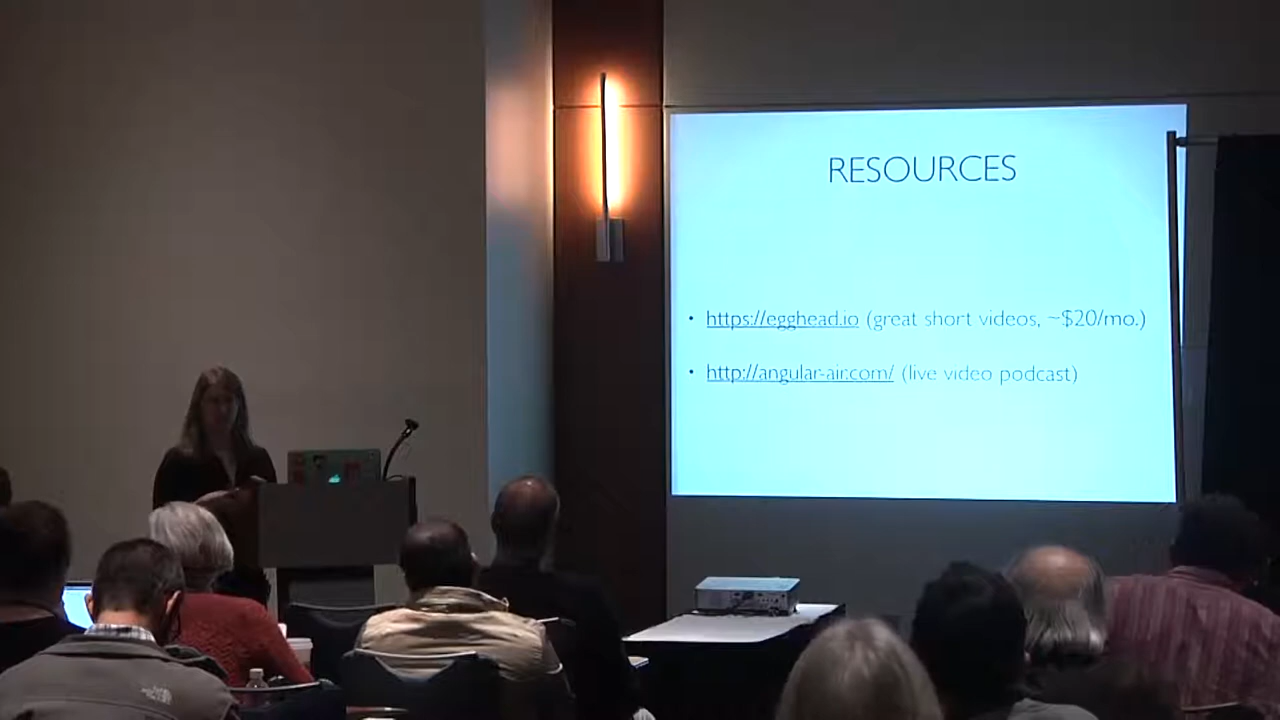 RESOURCES
• https://egghead.io (great short videos, ~$20/mo.)
• http://angular-air.com/ (live video podcast)